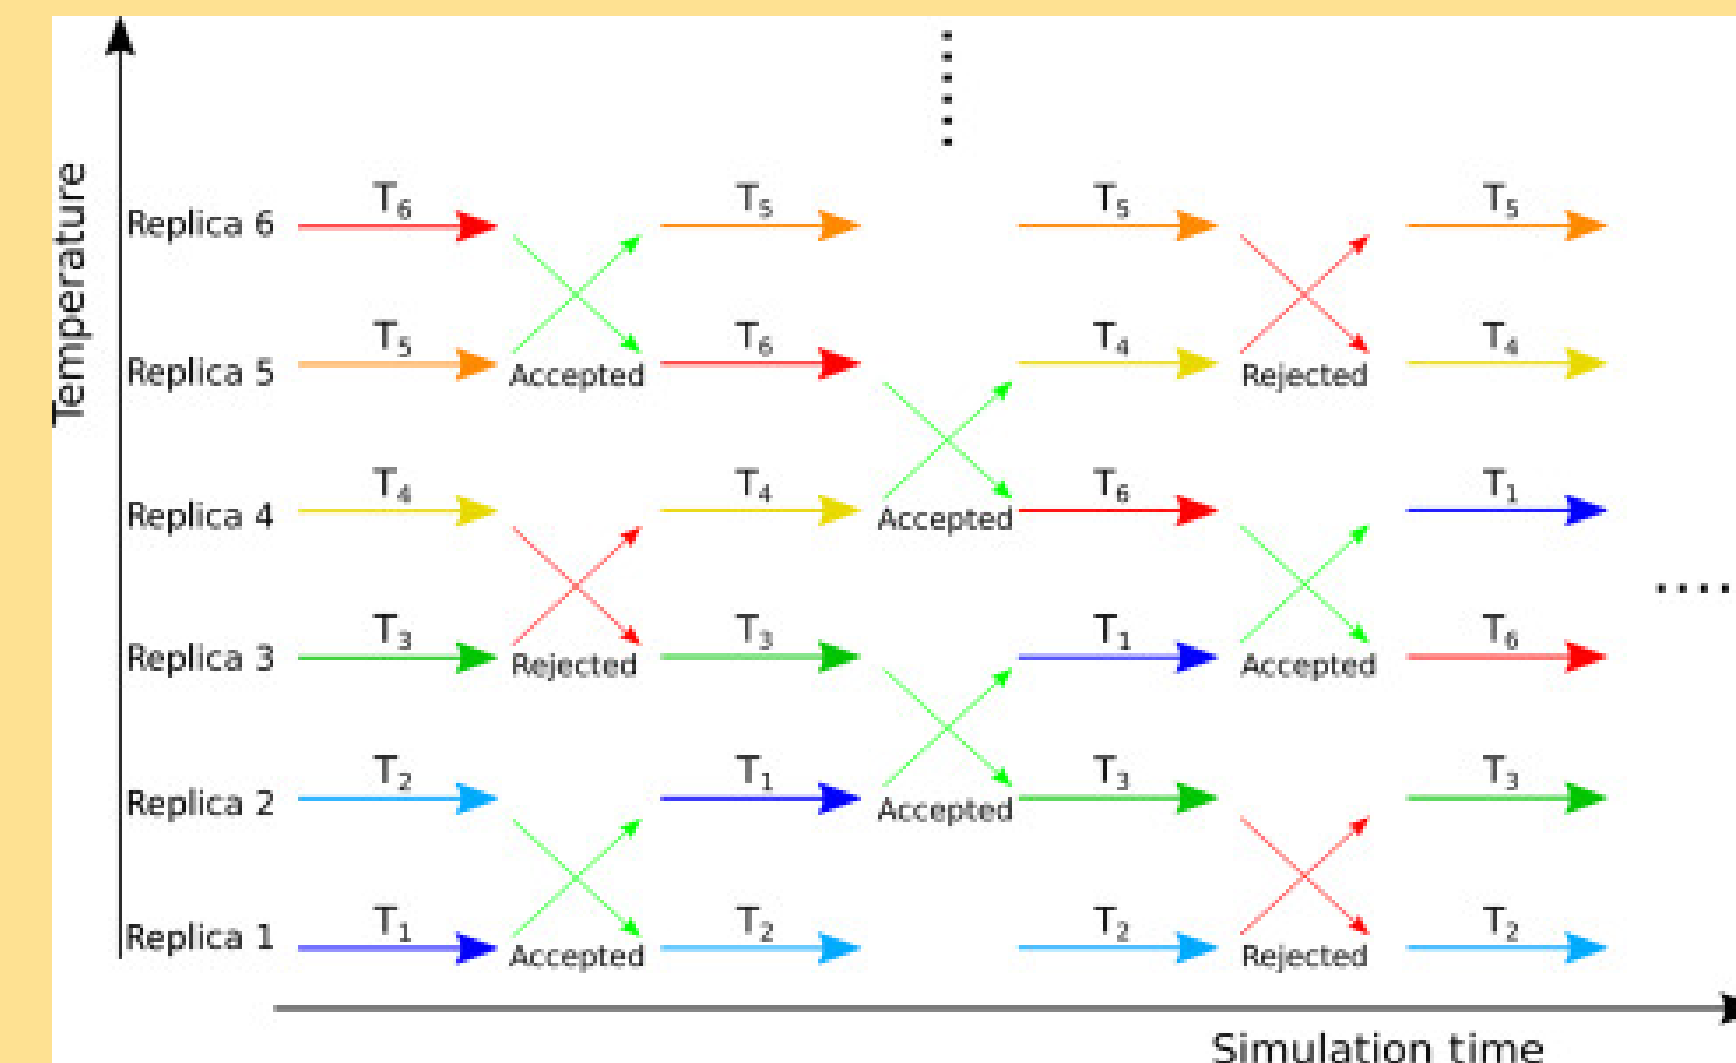 Temperature
T6 T5 T5 T5
Replica 6
T5 T6 T4 T4
Replica 5 Accepted Rejected
T4 T4 T6 T1
Replica 4 Accepted
T3 T3 T1 T6
Replica 3 Rejected Accepted
T2 T1 T3 T3
Replica 2 Accepted
T1 T2 T2 T2
Replica 1 Accepted Rejected
Simulation time